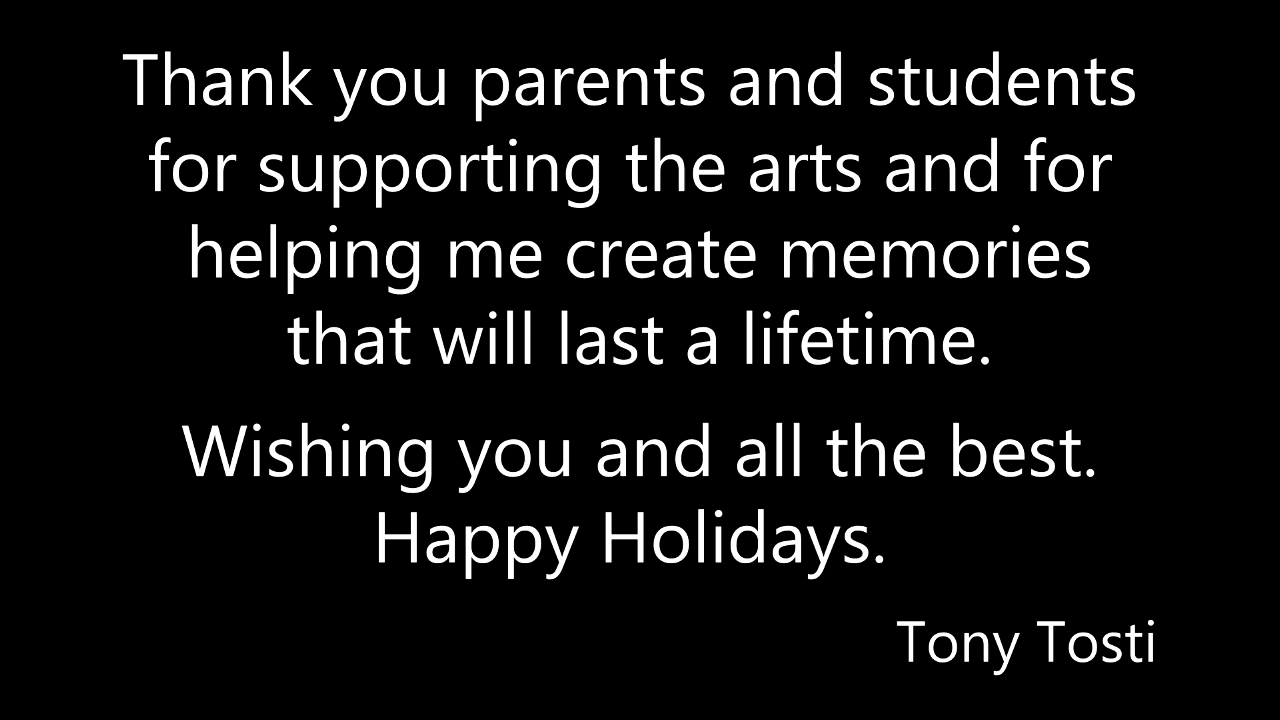 Thank you parents and students
for supporting the arts and for
helping me create memories
that will last a lifetime.
Wishing you and all the best.
Happy Holidays.
Tony Tosti